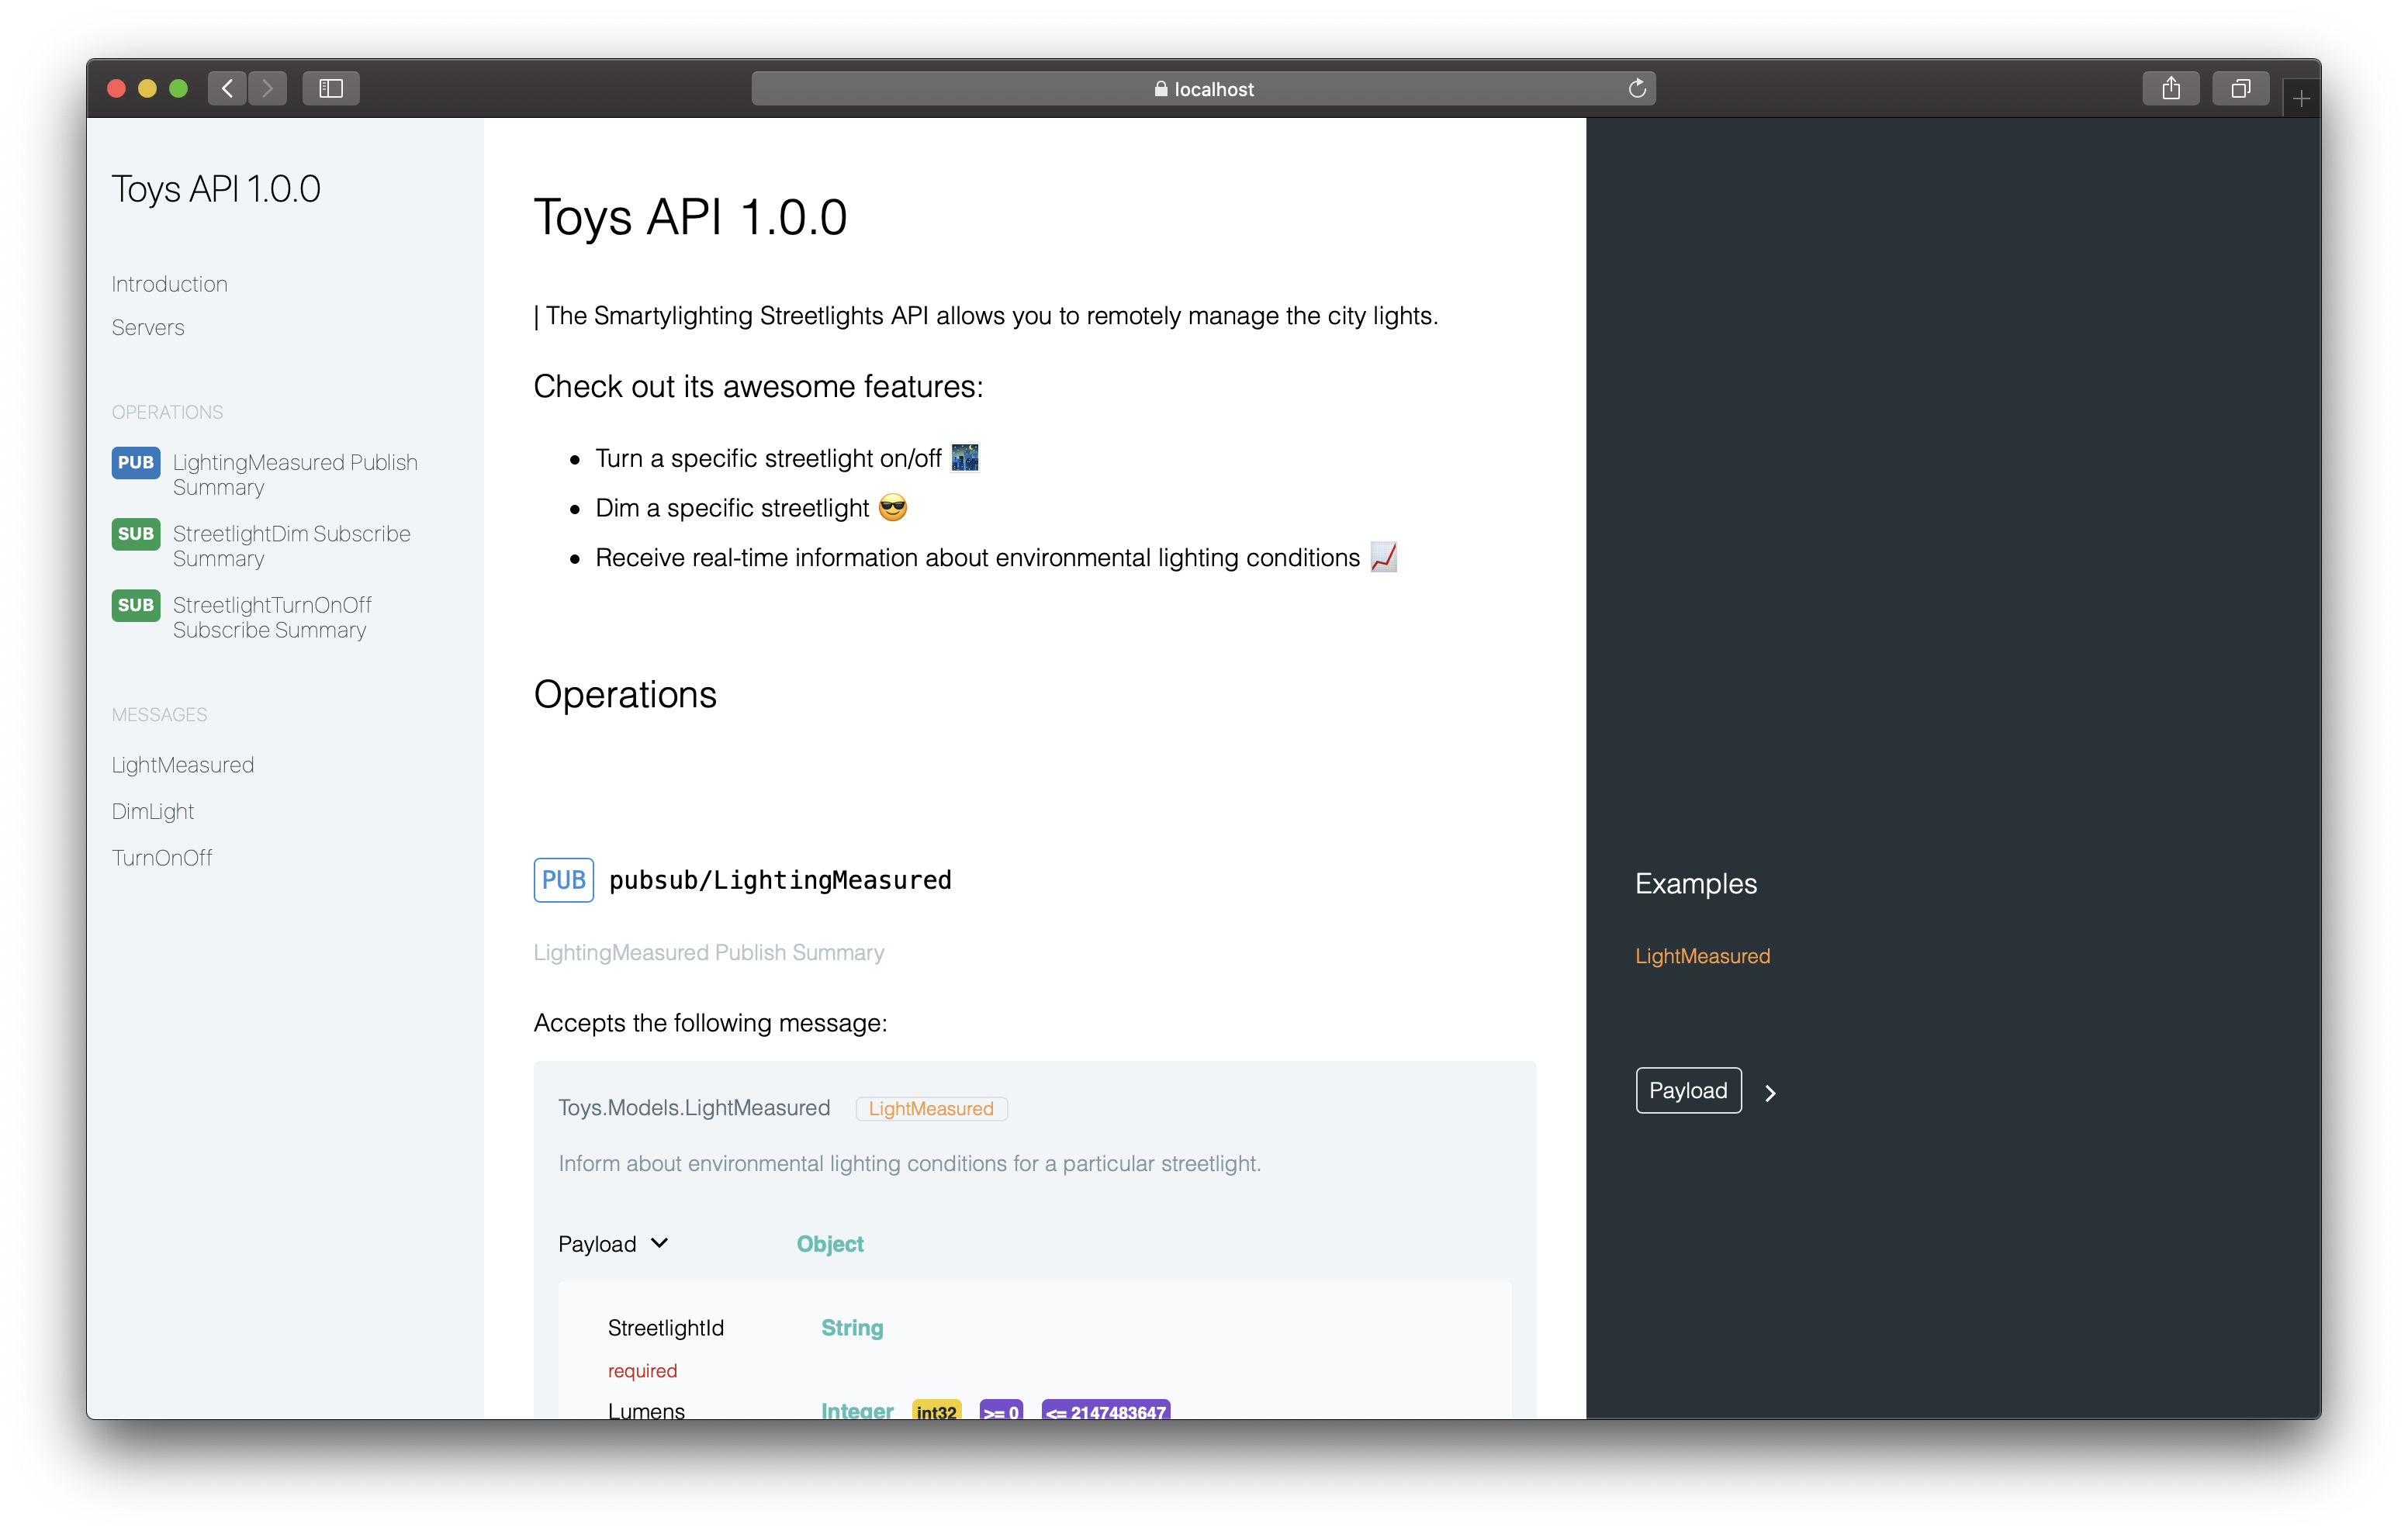 localhost
Toys API 1.0.0
Introduction
Servers
OPERATIONS
PUB LightingMeasured Publish
Summary
SUB StreetlightDim Subscribe
Summary
SUB StreetlightTurnOnOff
Subscribe Summary
MESSAGES
LightMeasured
DimLight
TurnOnOff
Toys API 1.0.0
| The Smartylighting Streetlights API allows you to remotely manage the city lights.
Check out its awesome features:
• Turn a specific streetlight on/off 🌃
• Dim a specific streetlight 😎
• Receive real-time information about environmental lighting conditions 📈
Operations
PUB pubsub/LightingMeasured
LightingMeasured Publish Summary
Accepts the following message:
Toys.Models.LightMeasured LightMeasured
Inform about environmental lighting conditions for a particular streetlight.
Payload Object
StreetlightId String
required
Lumens Integer int32 >= 0 <= 2147483647
Examples
LightMeasured
Payload